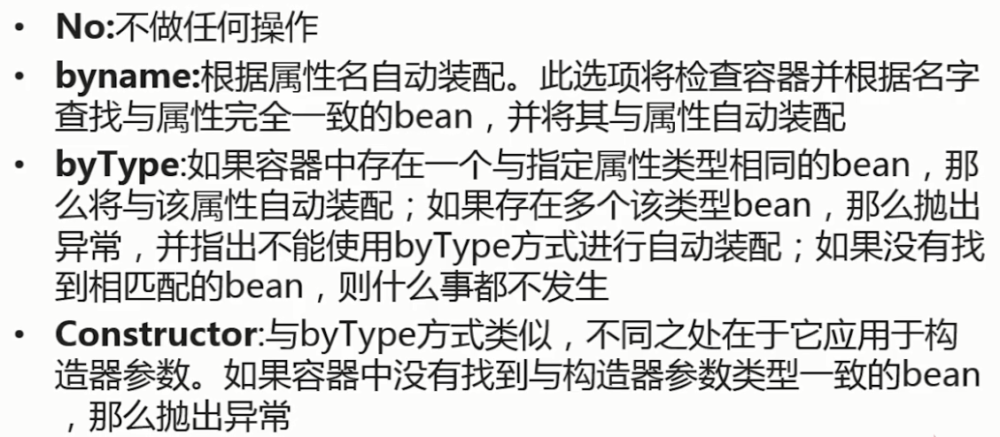 • No:不做任何操作
• byname:根据属性名自动装配。此选项将检查容器并根据名字
查找与属性完全一致的bean，并将其与属性自动装配
• byType:如果容器中存在一个与指定属性类型相同的bean，那
么将与该属性自动装配；如果存在多个该类型bean，那么抛出
异常，并指出不能使用byType方式进行自动装配；如果没有找
到相匹配的bean，则什么事都不发生
• Constructor:与byType方式类似，不同之处在于它应用于构
造器参数。如果容器中没有找到与构造器参数类型一致的bean
，那么抛出异常